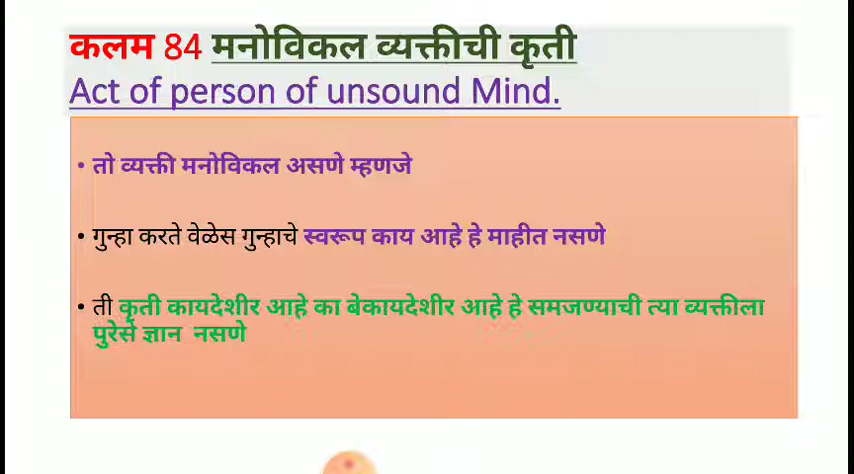 कलम 84 मनोविकल व्यक्तीची कृती
Act of person of unsound Mind.
• तो व्यक्ती मनोविकल असणे म्हणजे
• गुन्हा करते वेळेस गुन्हाचे स्वरूप काय आहे हे माहीत नसणे
• ती कृती कायदेशीर आहे का बेकायदेशीर आहे हे समजण्याची त्या व्यक्तीला
पुरेसे ज्ञान नसणे